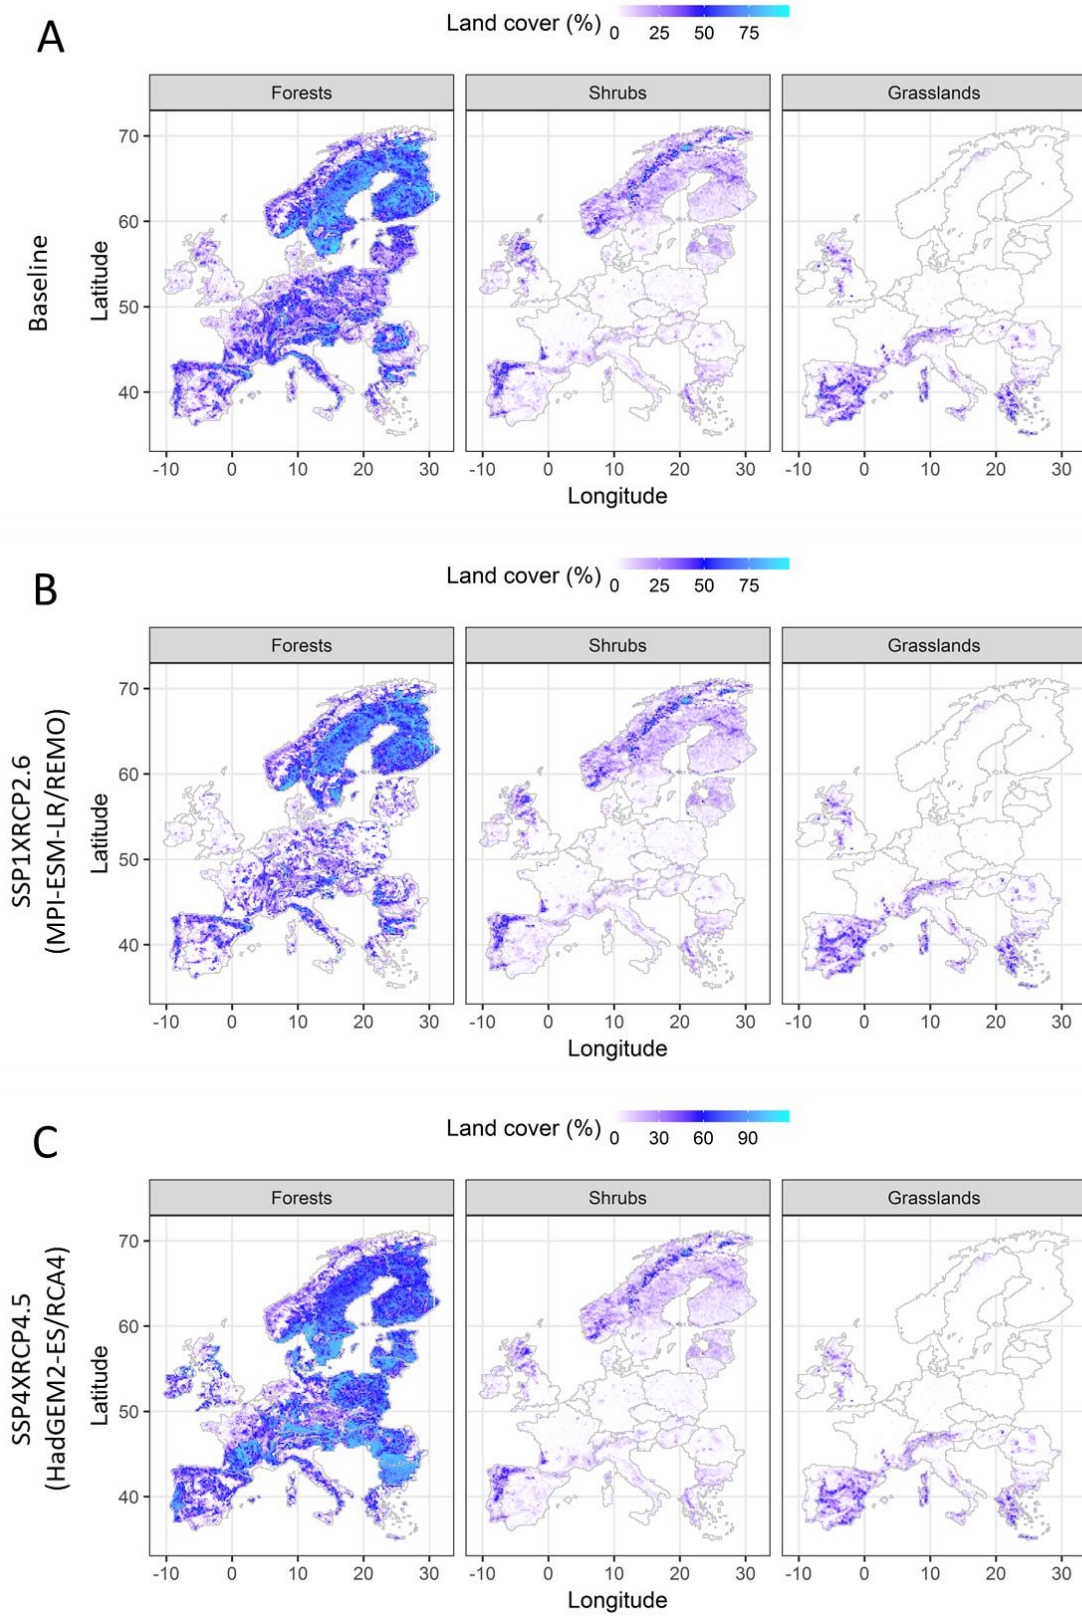 A
Land cover (%) 0 25 50 75
Forests Shrubs Grasslands
Baseline
Latitude
70
60
50
40
-10 0 10 20 30 -10 0 10 20 30 -10 0 10 20 30
Longitude
B
Land cover (%) 0 25 50 75
Forests Shrubs Grasslands
SSP1XRCP2.6
(MPI-ESM-LR/REMO)
Latitude
70
60
50
40
-10 0 10 20 30 -10 0 10 20 30 -10 0 10 20 30
Longitude
C
Land cover (%) 0 30 60 90
Forests Shrubs Grasslands
SSP4XRCP4.5
(HadGEM2-ES/RCA4)
Latitude
70
60
50
40
-10 0 10 20 30 -10 0 10 20 30 -10 0 10 20 30
Longitude